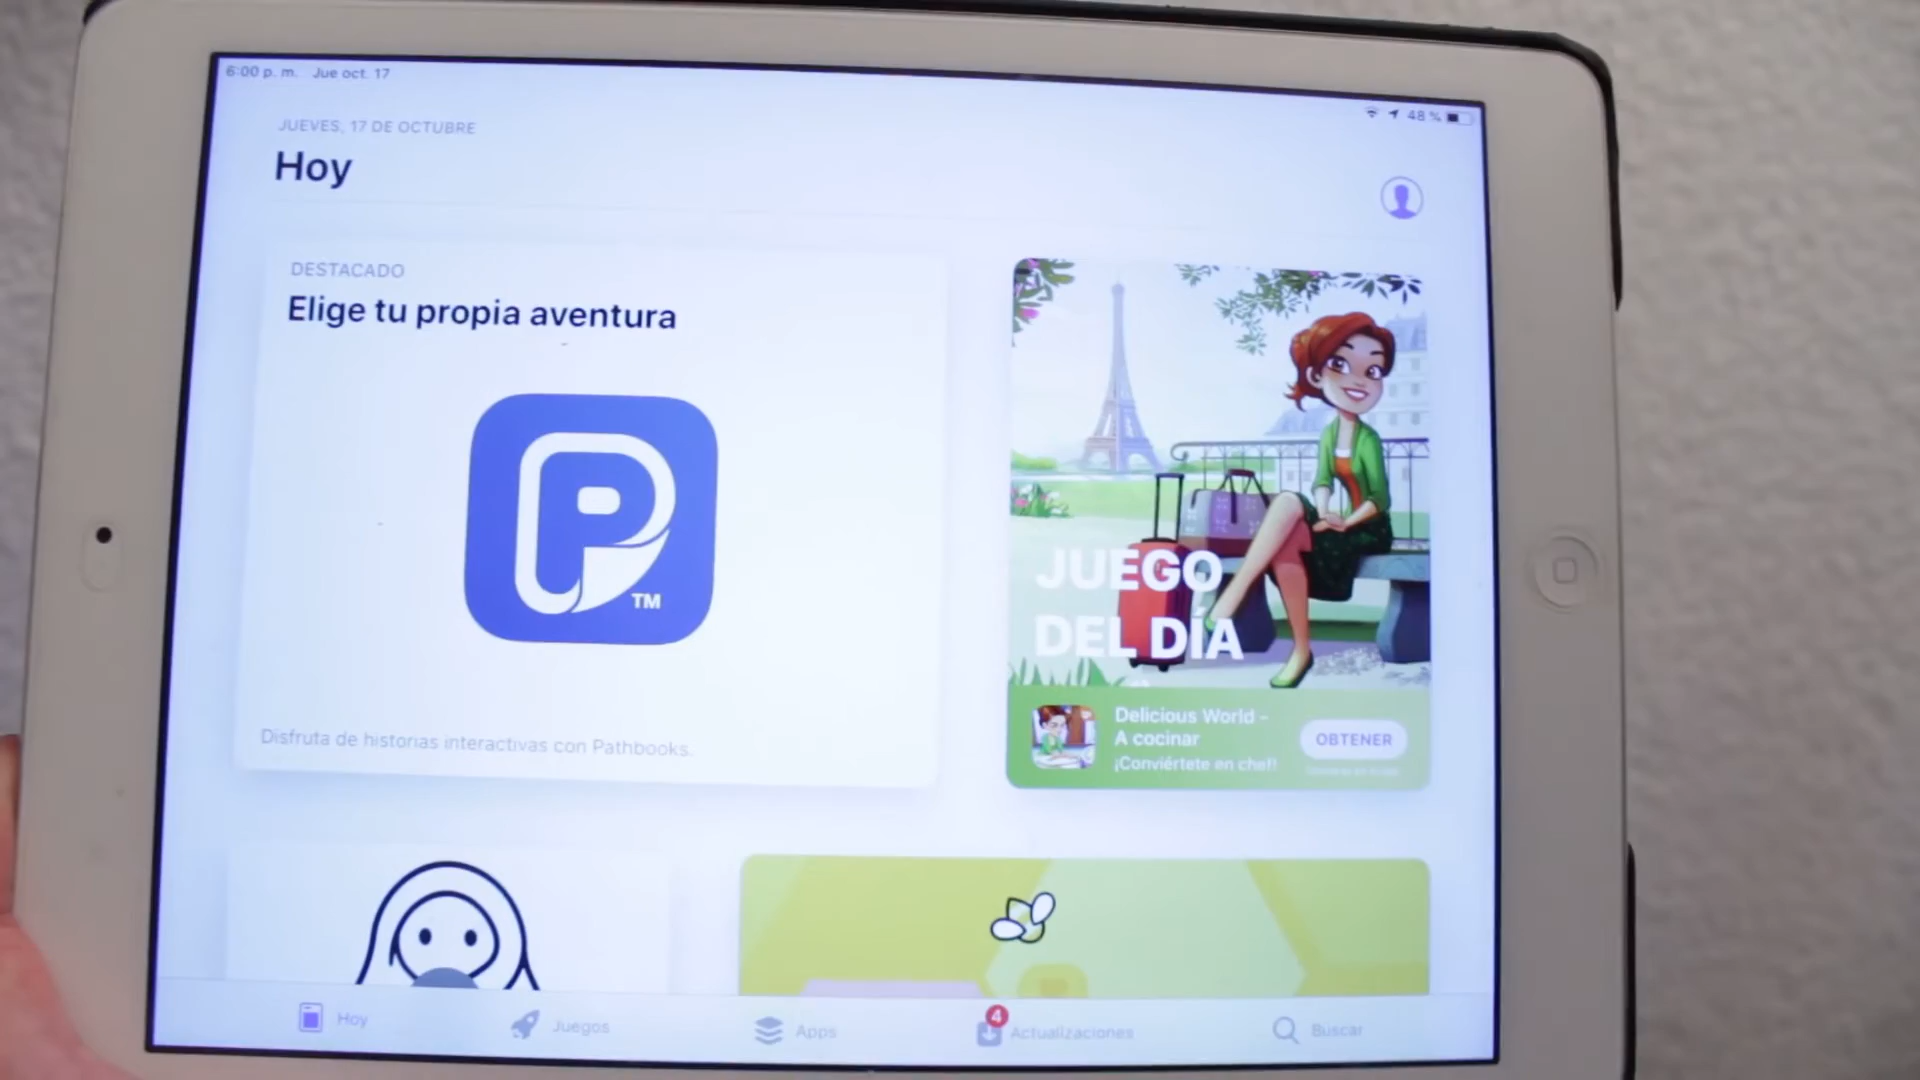 6:00 p. m. Jue oct. 17
48 %
JUEVES, 17 DE OCTUBRE
Hoy
DESTACADO
Elige tu propia aventura
P
TM
Disfruta de historias interactivas con Pathbooks.
JUEGO
DEL DÍA
Delicious World -
A cocinar
¡Conviértete en chef!
OBTENER
Hoy
Juegos
Apps
4
Actualizaciones
Buscar